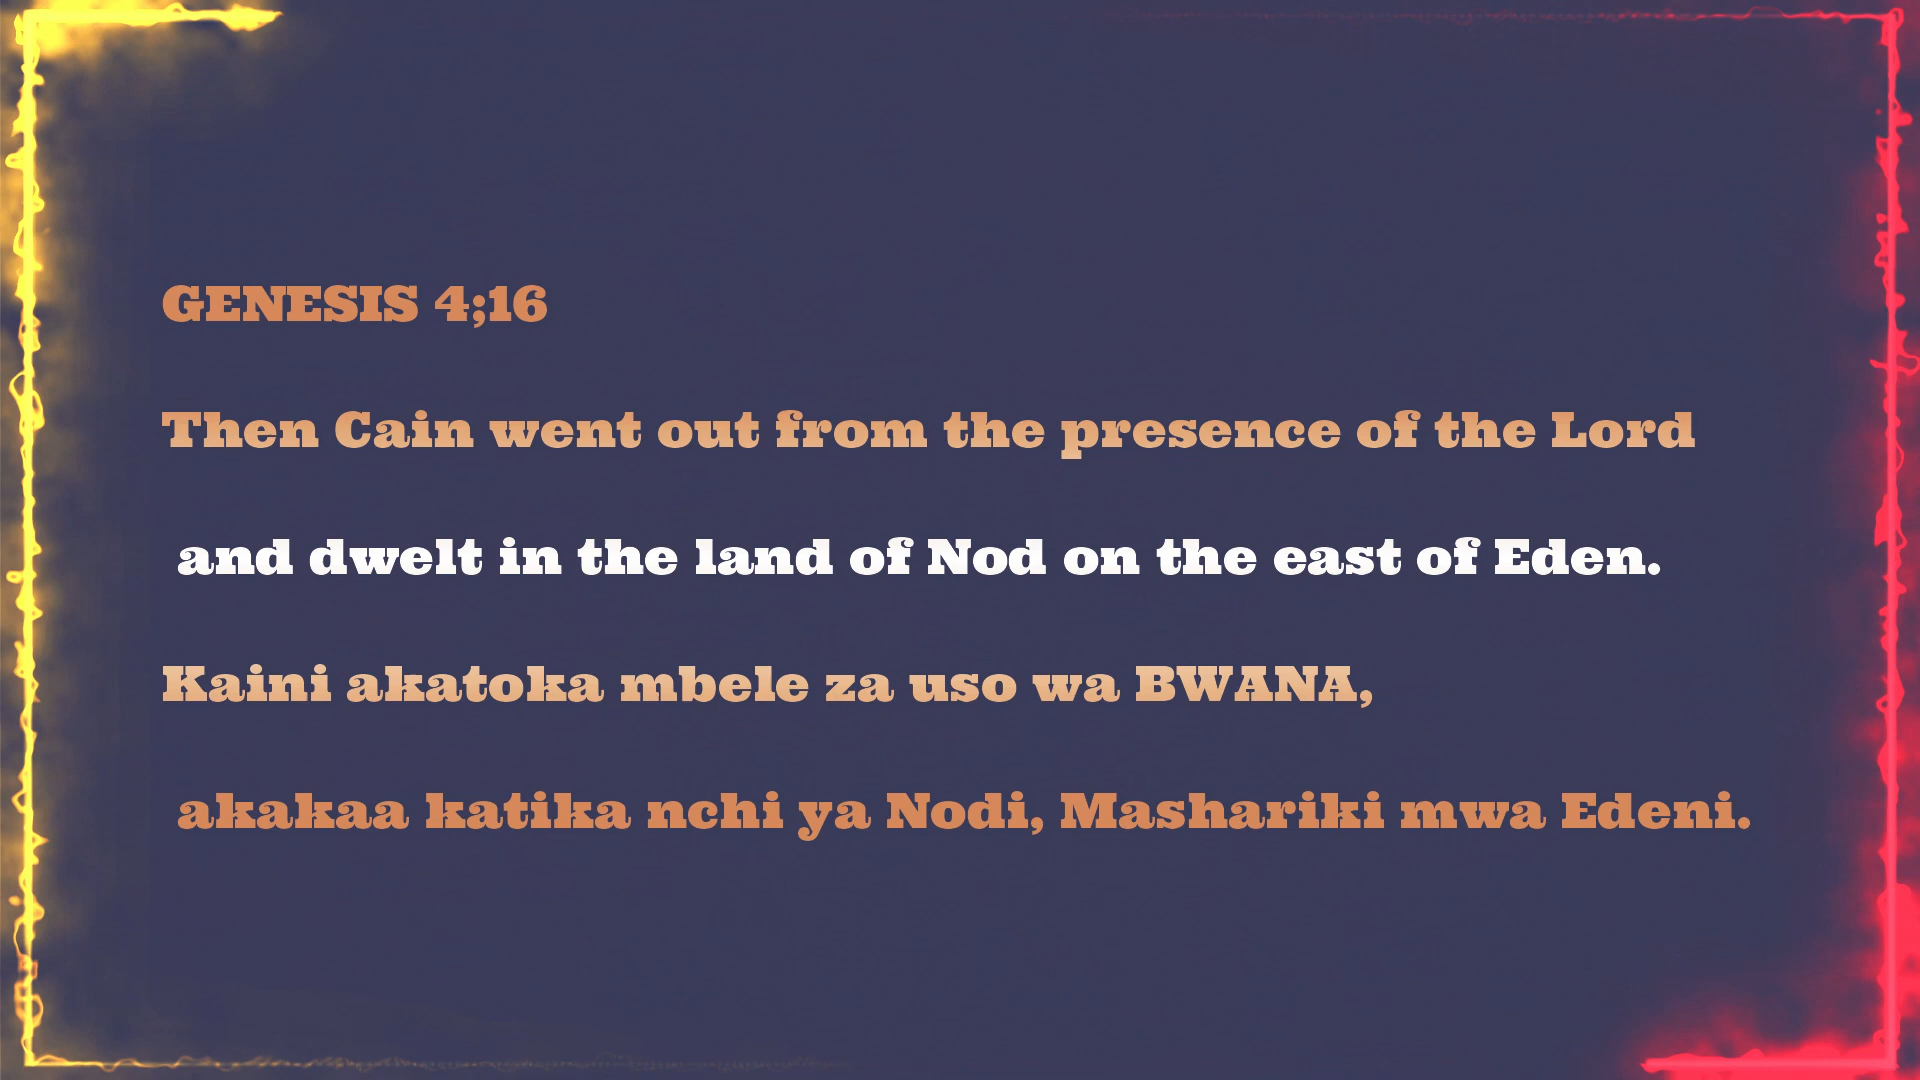 GENESIS 4;16
Then Cain went out from the presence of the Lord
and dwelt in the land of Nod on the east of Eden.
Kaini akatoka mbele za uso wa BWANA,
akakaa katika nchi ya Nodi, Mashariki mwa Edeni.